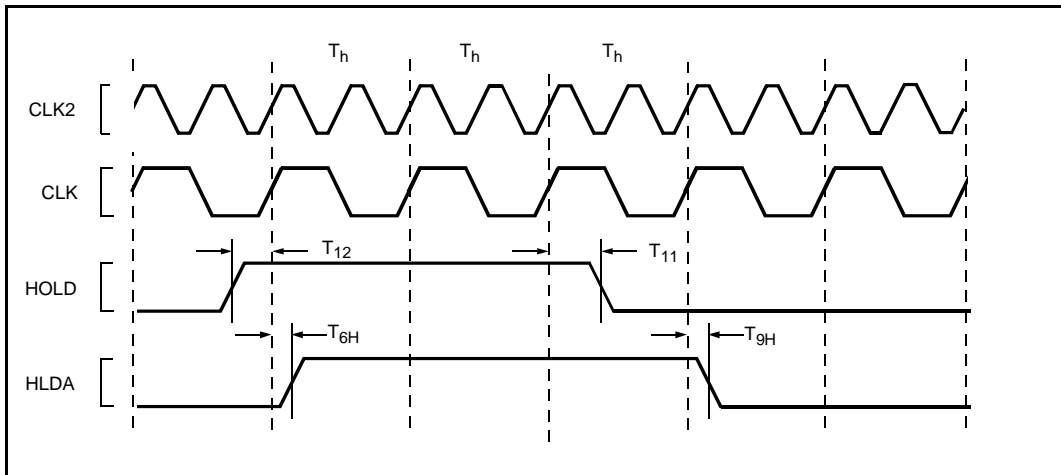 Th Th Th
CLK2
CLK
T12 T11
HOLD
T6H T9H
HLDA